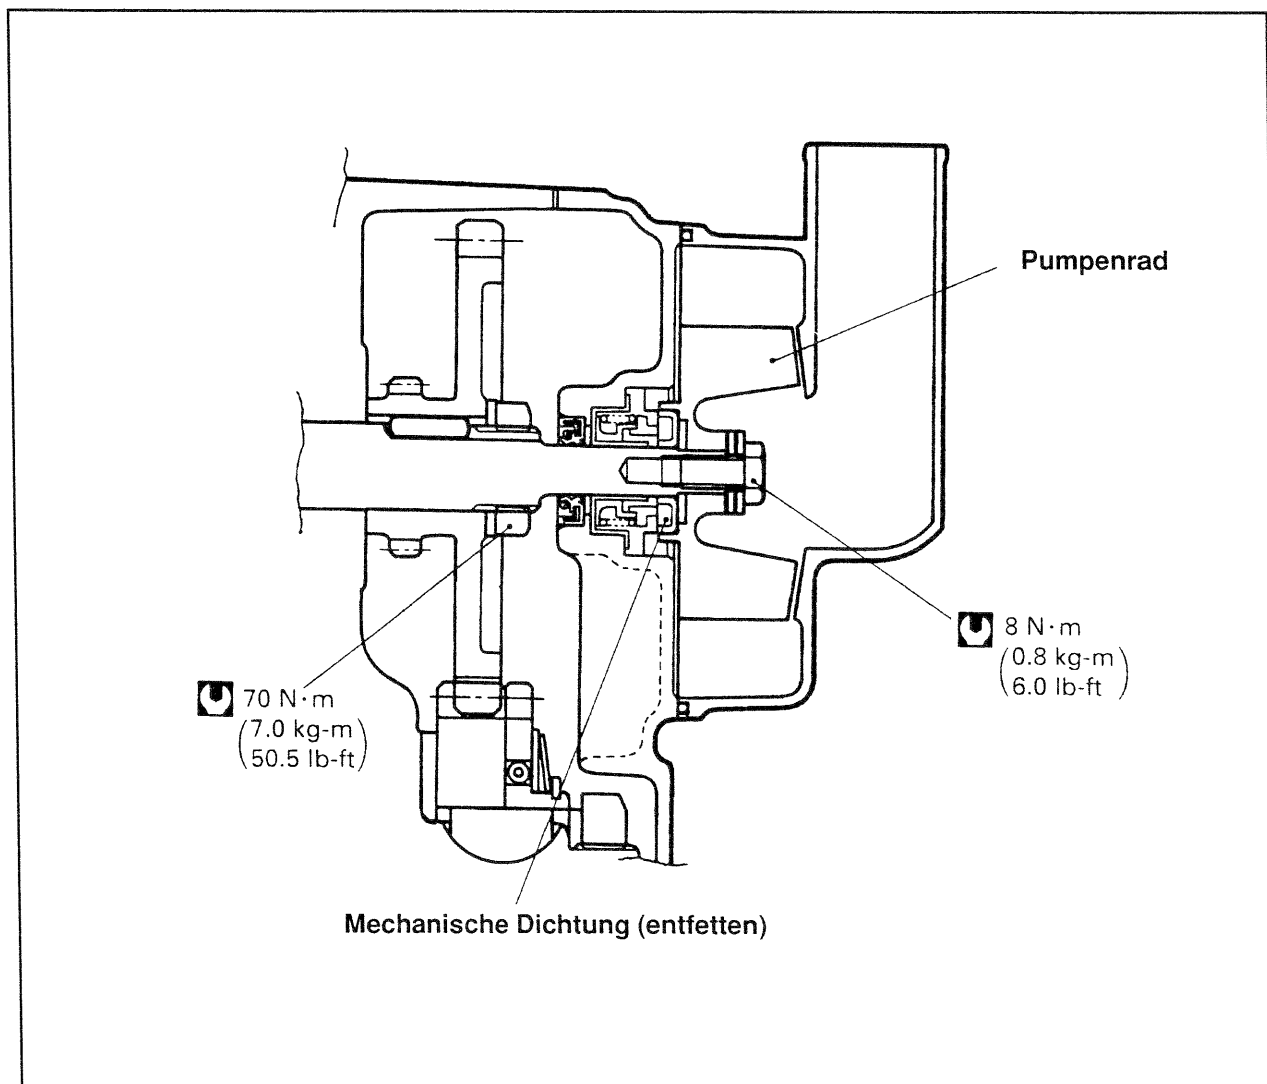 Pumpenrad
8 N·m
(0.8 kg-m
6.0 lb-ft)
70 N·m
(7.0 kg-m
50.5 lb-ft)
Mechanische Dichtung (entfetten)